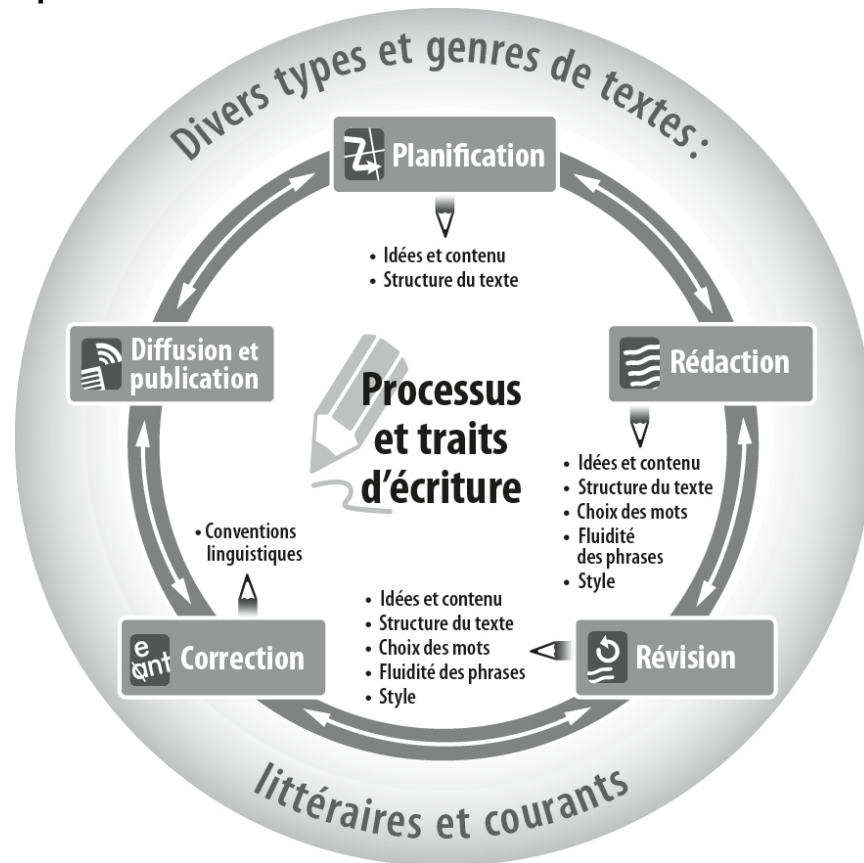 Divers types et genres de textes:
Planification
• Idées et contenu
• Structure du texte
Diffusion et
publication
Rédaction
Processus
et traits
d'écriture
• Idées et contenu
• Structure du texte
• Choix des mots
• Fluidité
des phrases
• Style
• Conventions
linguistiques
• Idées et contenu
• Structure du texte
• Choix des mots
• Fluidité des phrases
• Style
e
ant
Correction
Révision
littéraires et courants